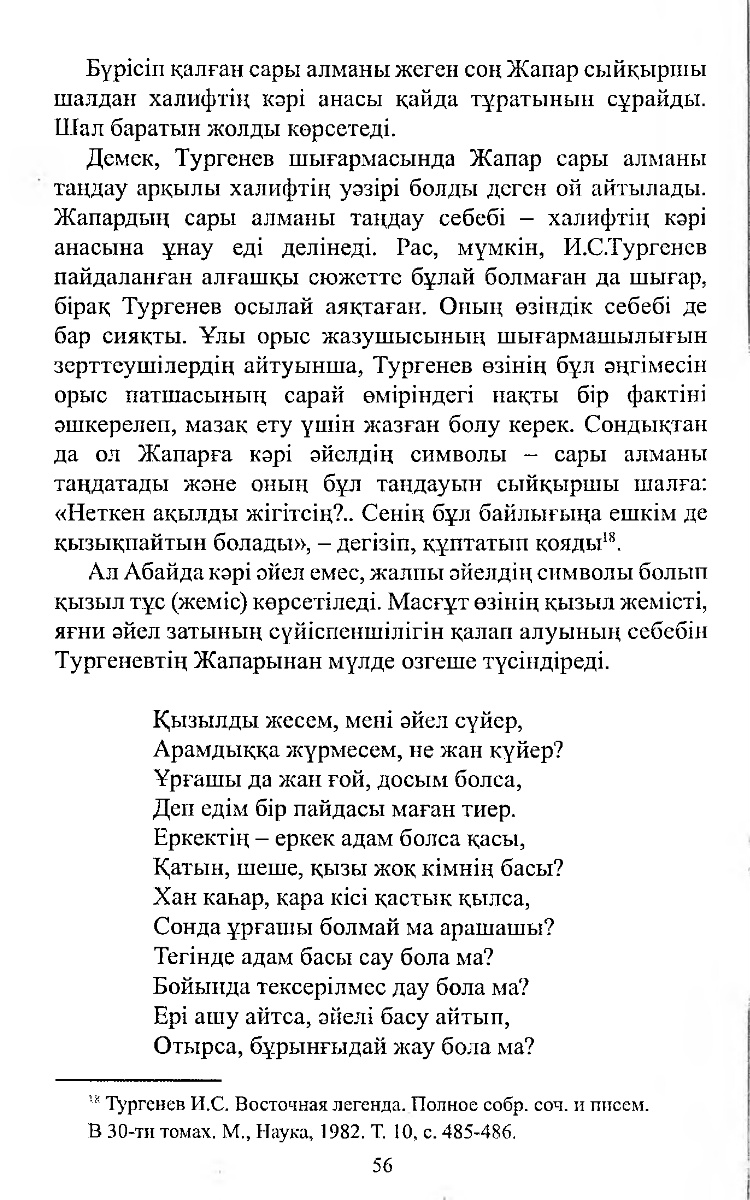 Бүрісіп қалған сары алманы жеген соң Жапар сыйқыршы
шалдан халифтің кәрі анасы қайда тұратынын сұрайды.
Шал баратын жолды көрсетеді.
Демек, Тургенев шығармасында Жапар сары алманы
таңдау арқылы халифтің уәзірі болды деген ой айтылады.
Жапардың сары алманы таңдау себебі – халифтің кәрі
анасына ұнау еді делінеді. Рас, мүмкін, И.С.Тургенев
пайдаланған алғашқы сюжетте бұлай болмаған да шығар,
бірақ Тургенев осылай аяқтаған. Оның өзіндік себебі де
бар сияқты. Ұлы орыс жазушысының шығармашылығын
зерттеушілердің айтуынша, Тургенев өзінің бұл әңгімесін
орыс патшасының сарай өміріндегі нақты бір фактіні
әшкерелеп, мазақ ету үшін жазған болу керек. Сондықтан
да ол Жапарға кәрі әйелдің символы – сары алманы
таңдатады және оның бұл таңдауын сыйқыршы шалға:
«Неткен ақылды жігітсің?.. Сенің бұл байлығыңа ешкім де
қызықпайтын болады», – дегізіп, құптатып қояды¹⁸.
Ал Абайда кәрі әйел емес, жалпы әйелдің символы болып
қызыл түс (жеміс) көрсетіледі. Масғұт өзінің қызыл жемісті,
яғни әйел затының сүйіспеншілігін қалап алуының себебін
Тургеневтің Жапарынан мүлде озгеше түсіндіреді.
Қызылды жесем, мені әйел сүйер,
Арамдыққа жүрмесем, не жан күйер?
Ұрғашы да жан ғой, досым болса,
Деп едім бір пайдасы маған тиер.
Еркектің – еркек адам болса қасы,
Қатын, шеше, қызы жоқ кімнің басы?
Хан каһар, қара кісі қастық қылса,
Сонда ұрғашы болмай ма арашашы?
Тегінде адам басы сау бола ма?
Бойында тексерілмес дау бола ма?
Ері ашу айтса, әйелі басу айтып,
Отырса, бұрынғыдай жау бола ма?
¹⁸ Тургенев И.С. Восточная легенда. Полное собр. соч. и писем.
В 30-ти томах. М., Наука, 1982. Т. 10, с. 485-486.
56